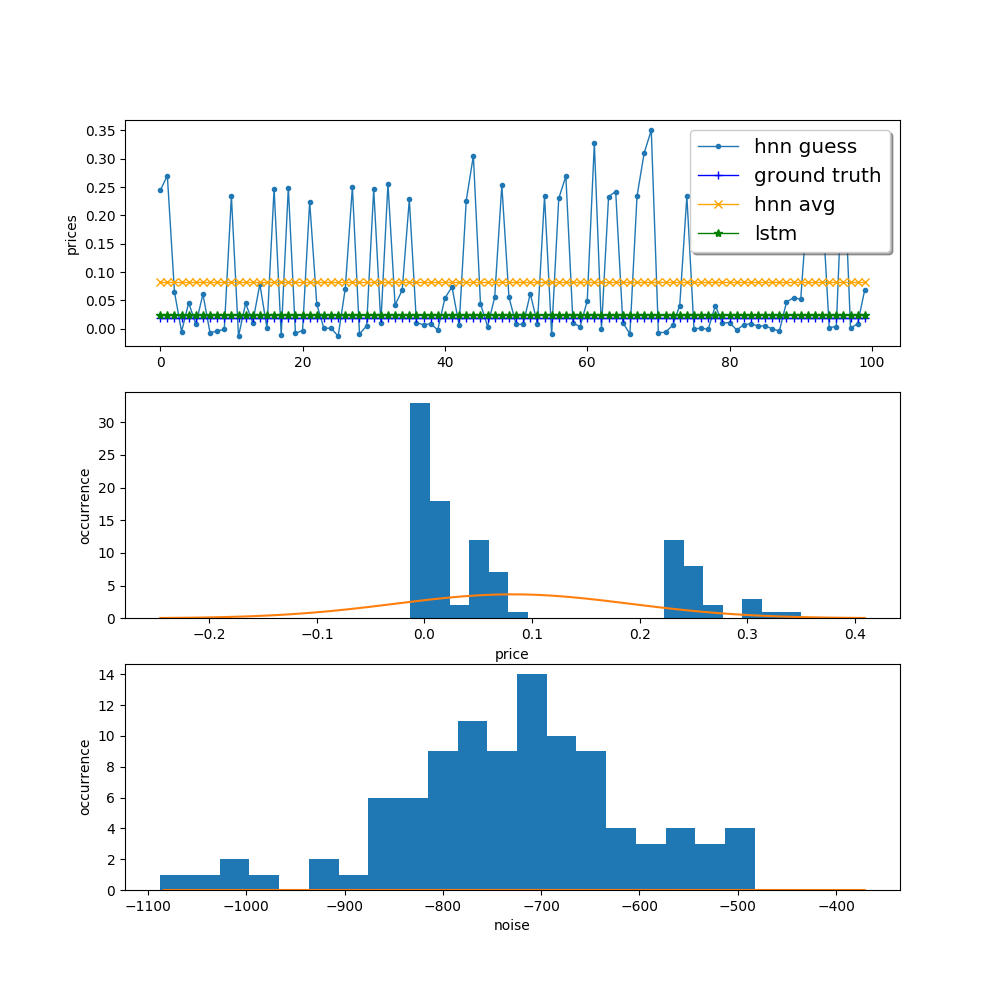 0.35
0.30
0.25
0.20
0.15
0.10
0.05
0.00
prices
hnn guess
ground truth
hnn avg
lstm
0 20 40 60 80 100
30
25
20
15
10
5
0
occurrence
−0.2 −0.1 0.0 0.1 0.2 0.3 0.4
price
14
12
10
8
6
4
2
0
occurrence
−1100 −1000 −900 −800 −700 −600 −500 −400
noise